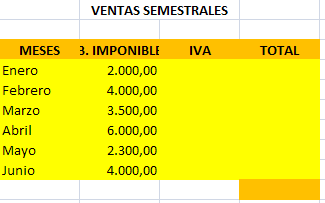 VENTAS SEMESTRALES
MESES B. IMPONIBLE IVA TOTAL
Enero 2.000,00
Febrero 4.000,00
Marzo 3.500,00
Abril 6.000,00
Mayo 2.300,00
Junio 4.000,00